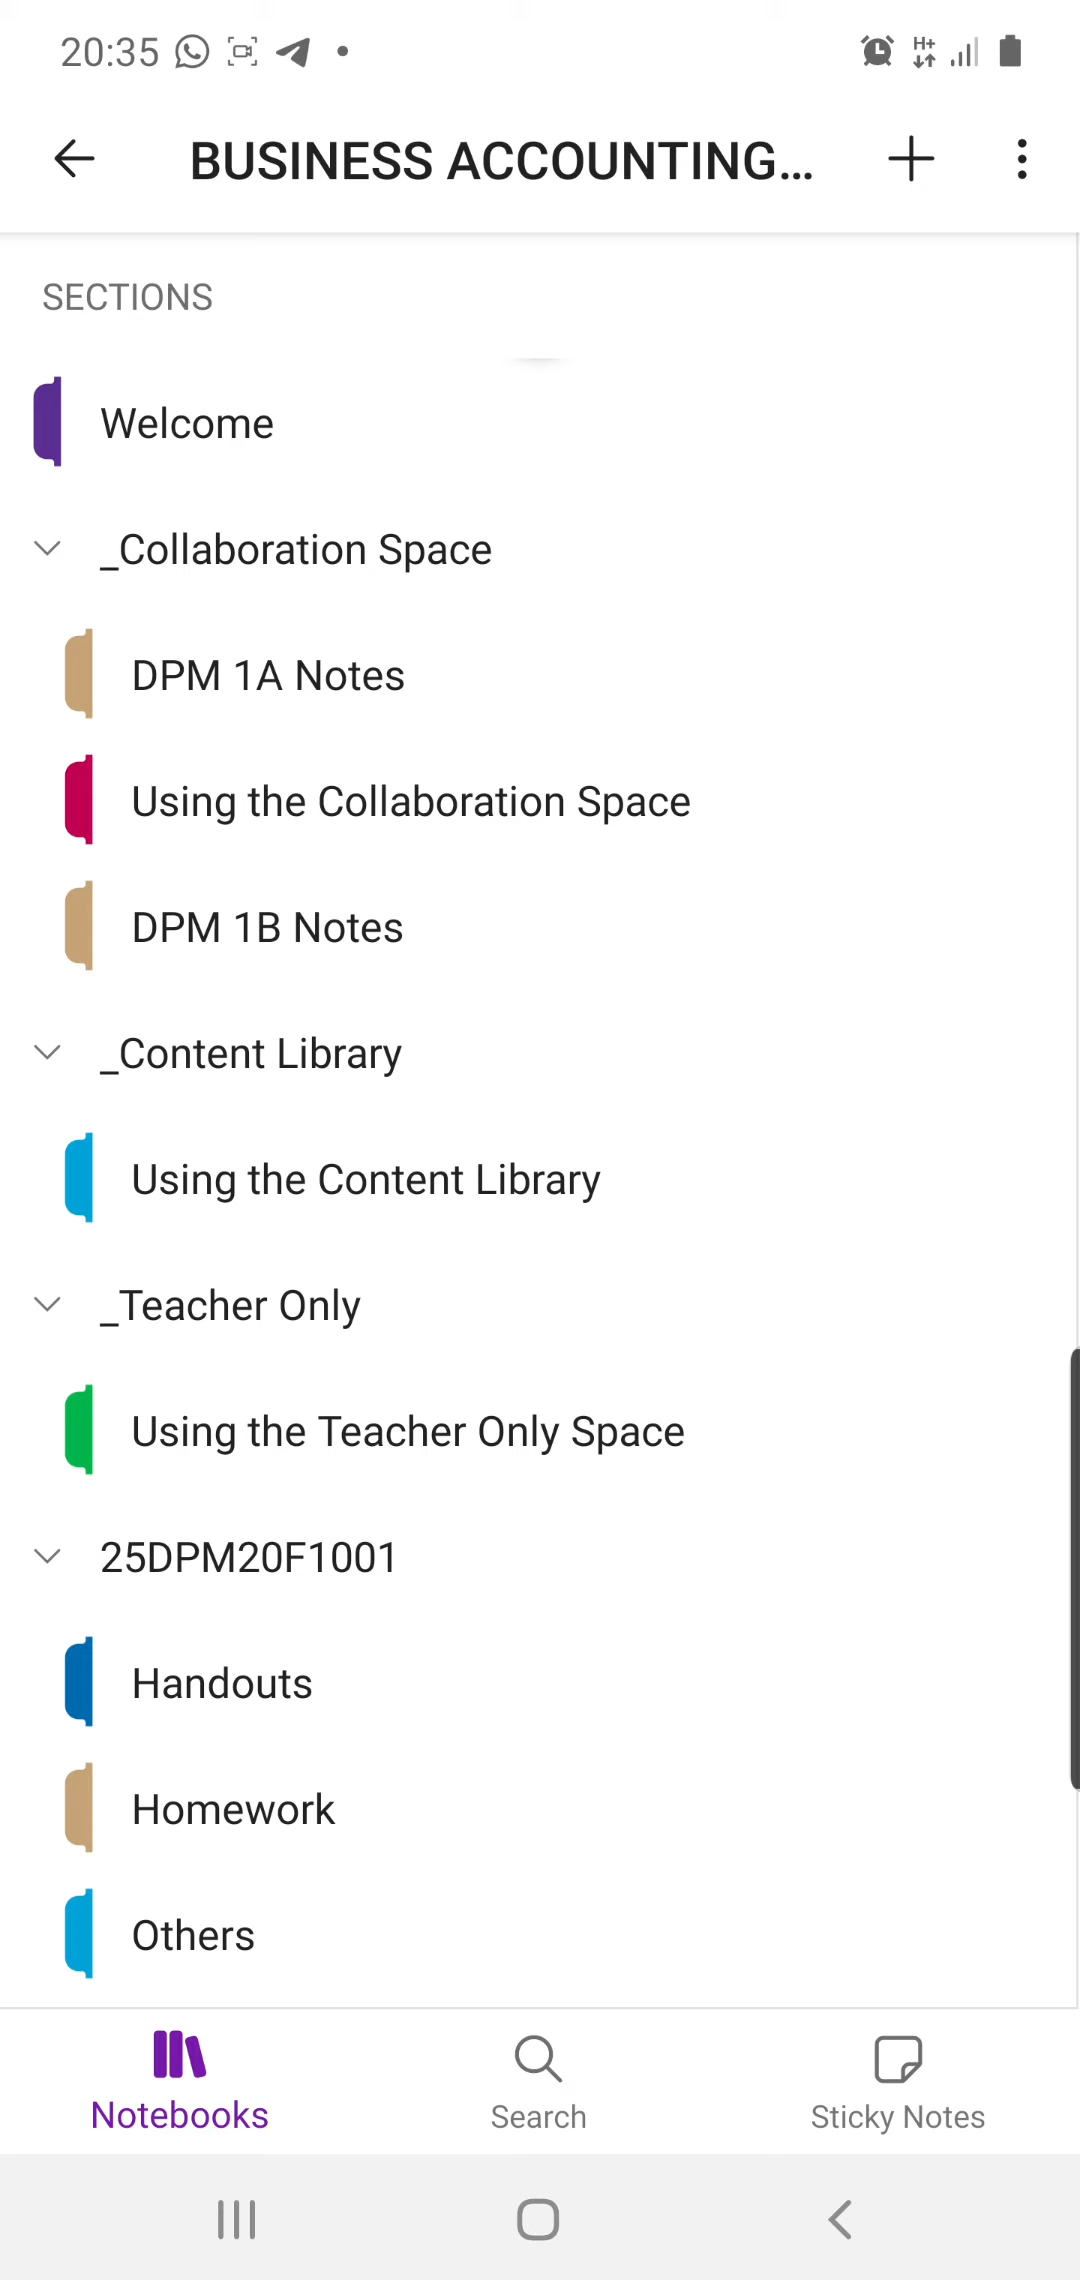 20:35
H+
BUSINESS ACCOUNTING...
SECTIONS
Welcome
_Collaboration Space
DPM 1A Notes
Using the Collaboration Space
DPM 1B Notes
_Content Library
Using the Content Library
_Teacher Only
Using the Teacher Only Space
25DPM20F1001
Handouts
Homework
Others
Notebooks
Search
Sticky Notes